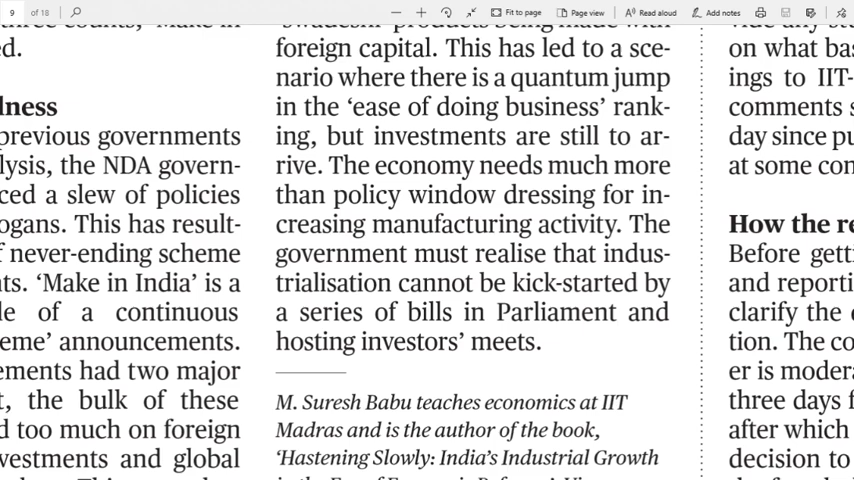 9 of 18 Fit to page Page view Read aloud Add notes
ed.
lness
previous governments
lysis, the NDA govern-
ced a slew of policies
ogans. This has result-
f never-ending scheme
ts. ‘Make in India’ is a
le of a continuous
eme’ announcements.
ements had two major
t, the bulk of these
d too much on foreign
vestments and global
‘swadeshi’ products being made with
foreign capital. This has led to a sce-
nario where there is a quantum jump
in the ‘ease of doing business’ rank-
ing, but investments are still to ar-
rive. The economy needs much more
than policy window dressing for in-
creasing manufacturing activity. The
government must realise that indus-
trialisation cannot be kick-started by
a series of bills in Parliament and
hosting investors’ meets.
M. Suresh Babu teaches economics at IIT
Madras and is the author of the book,
‘Hastening Slowly: India’s Industrial Growth
on what bas
ings to IIT-
comments s
day since pu
at some con
How the re
Before getti
and reporti
clarify the
tion. The co
er is modera
three days f
after which
decision to